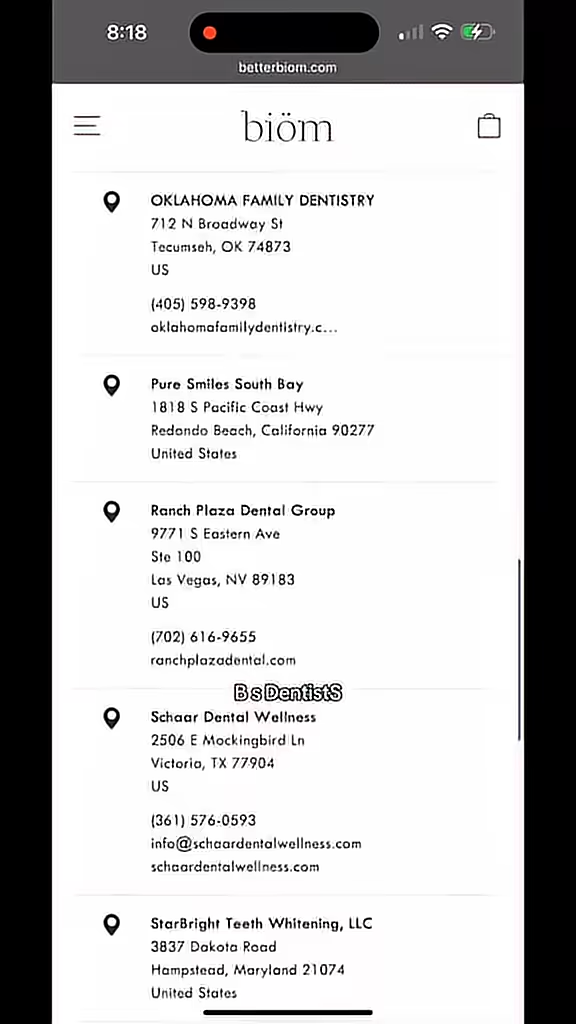 8:18
betterbiom.com
biöm
OKLAHOMA FAMILY DENTISTRY
712 N Broadway St
Tecumseh, OK 74873
US
(405) 598-9398
oklahomafamilydentistry.c...
Pure Smiles South Bay
1818 S Pacific Coast Hwy
Redondo Beach, California 90277
United States
Ranch Plaza Dental Group
9771 S Eastern Ave
Ste 100
Las Vegas, NV 89183
US
(702) 616-9655
ranchplazadental.com
B s DentistS
Schaar Dental Wellness
2506 E Mockingbird Ln
Victoria, TX 77904
US
(361) 576-0593
info@schaardentalwellness.com
schaardentalwellness.com
StarBright Teeth Whitening, LLC
3837 Dakota Road
Hampstead, Maryland 21074
United States